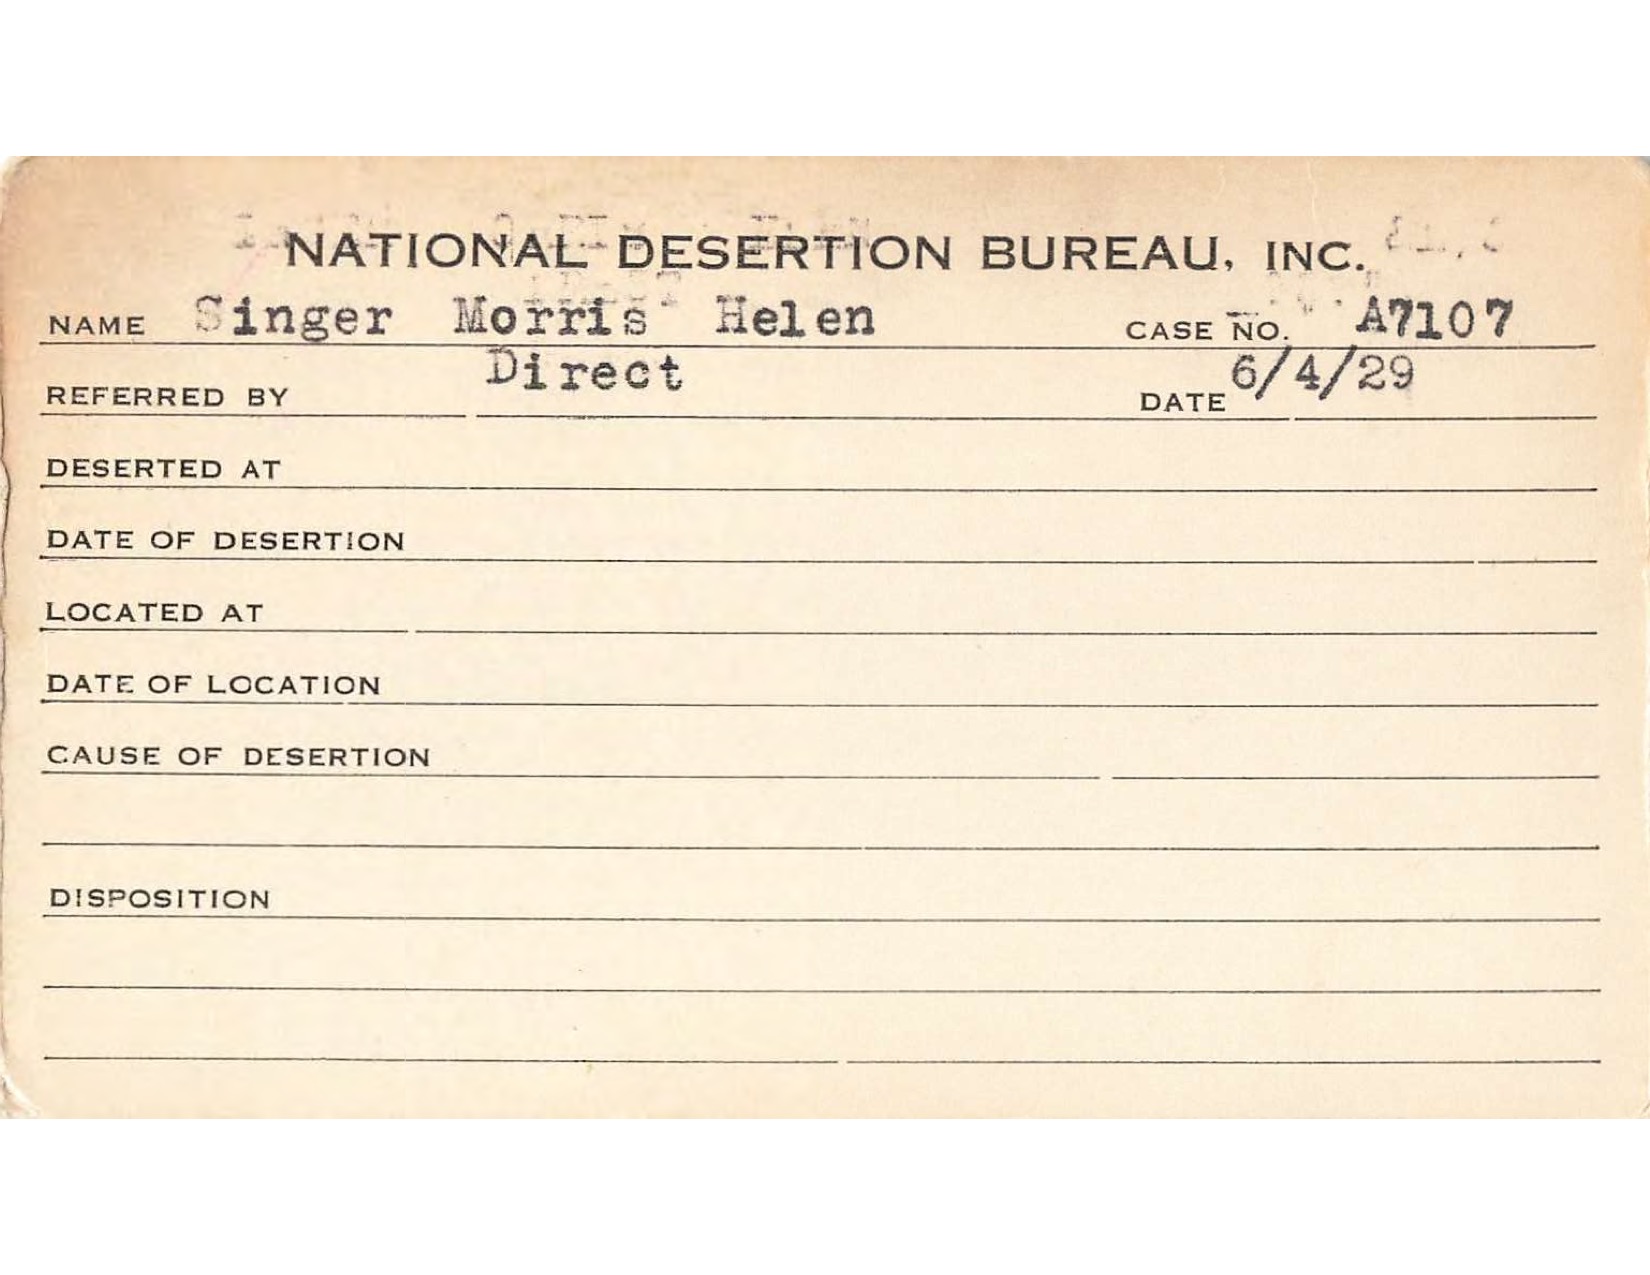 NATIONAL DESERTION BUREAU, INC.
NAME Singer Morris Helen CASE NO. A7107
REFERRED BY Direct DATE 6/4/29
DESERTED AT
DATE OF DESERTION
LOCATED AT
DATE OF LOCATION
CAUSE OF DESERTION
DISPOSITION